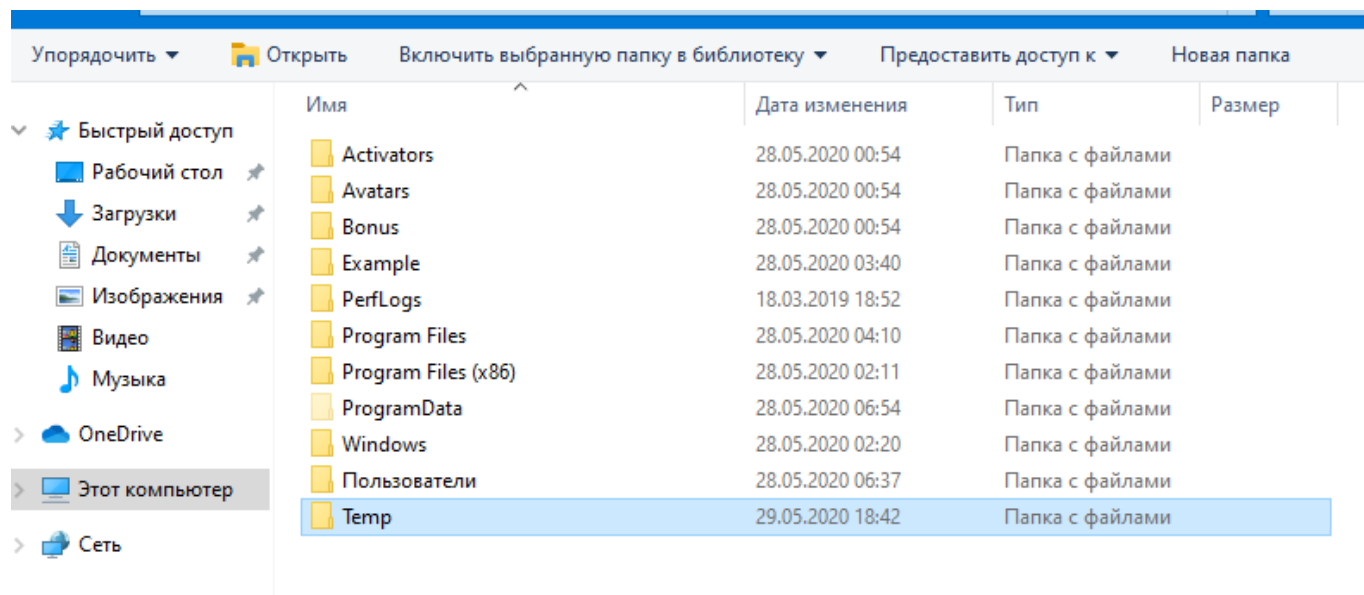 Упорядочить Открыть Включить выбранную папку в библиотеку Предоставить доступ к Новая папка
Быстрый доступ
Рабочий стол
Загрузки
Документы
Изображения
Видео
Музыка
OneDrive
Этот компьютер
Сеть
Имя Дата изменения Тип Размер
Activators 28.05.2020 00:54 Папка с файлами
Avatars 28.05.2020 00:54 Папка с файлами
Bonus 28.05.2020 00:54 Папка с файлами
Example 28.05.2020 03:40 Папка с файлами
PerfLogs 18.03.2019 18:52 Папка с файлами
Program Files 28.05.2020 04:10 Папка с файлами
Program Files (x86) 28.05.2020 02:11 Папка с файлами
ProgramData 28.05.2020 06:54 Папка с файлами
Windows 28.05.2020 02:20 Папка с файлами
Пользователи 28.05.2020 06:37 Папка с файлами
Temp 29.05.2020 18:42 Папка с файлами